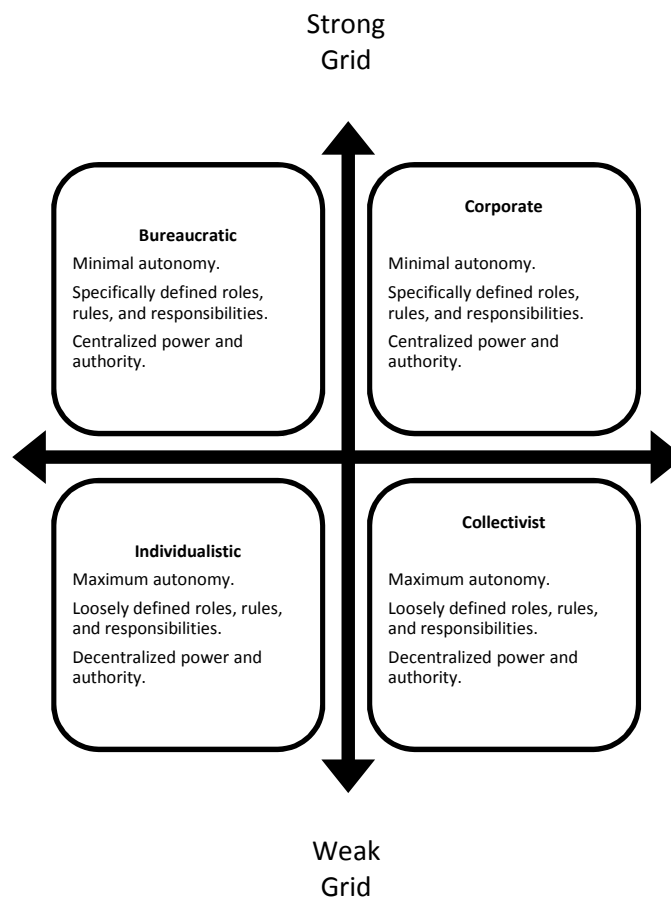 Strong
Grid
Bureaucratic
Minimal autonomy.
Specifically defined roles,
rules, and responsibilities.
Centralized power and
authority.
Corporate
Minimal autonomy.
Specifically defined roles,
rules, and responsibilities.
Centralized power and
authority.
Individualistic
Maximum autonomy.
Loosely defined roles, rules,
and responsibilities.
Decentralized power and
authority.
Collectivist
Maximum autonomy.
Loosely defined roles, rules,
and responsibilities.
Decentralized power and
authority.
Weak
Grid